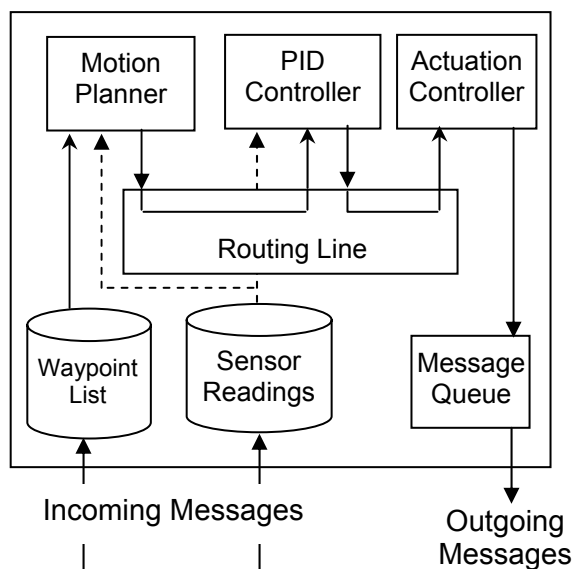 Motion
Planner
PID
Controller
Actuation
Controller
Routing Line
Waypoint
List
Sensor
Readings
Message
Queue
Incoming Messages
Outgoing
Messages